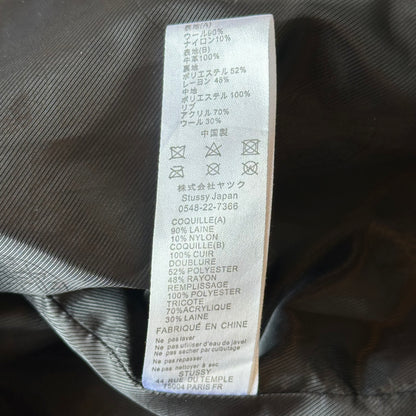 表地(A)
ウール90%
ナイロン10%
表地(B)
牛革100%
裏地
ポリエステル 52%
レーヨン 48%
中地
ポリエステル 100%
リブ
アクリル 70%
ウール 30%
中国製
株式会社ヤック
Stussy Japan
0548-22-7366
COQUILLE(A)
90% LAINE
10% NYLON
COQUILLE(B)
100% CUIR
DOUBLURE
52% POLYESTER
48% RAYON
REMPLISSAGE
100% POLYESTER
TRICOTE
70%ACRYLIQUE
30% LAINE
FABRIQUÉ EN CHINE
Ne pas laver
Ne pas utiliser d'eau de javel
Ne pas secher par culbutage
Ne pas repasser
STUSSY
44 RUE DU TEMPLE
75004 PARIS FR